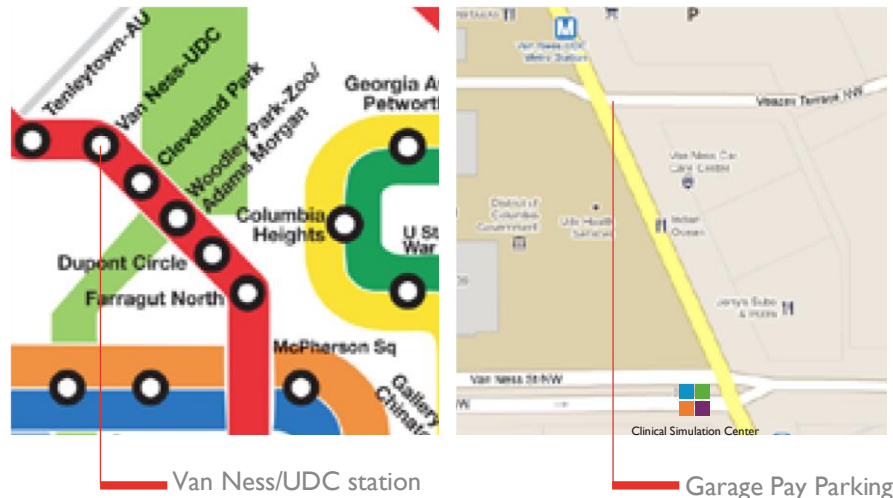 Tenleytown-AU
Van Ness-UDC
Cleveland Park
Woodley Park-Zoo/
Adams Morgan
Georgia A
Petworth
Columbia
Heights
U St
War
Dupont Circle
Farragut North
McPherson Sq
Gallery
Chinato
Van Ness/UDC station
P
M
Van Ness-UDC
Metro Station
Veazey Terrace NW
Van Ness Car
Care Center
District of
Columbia
Government
Udc Health
Services
Indian
Ocean
Jerry's Subs
& Pizza
Van Ness St NW
NW
Clinical Simulation Center
Garage Pay Parking